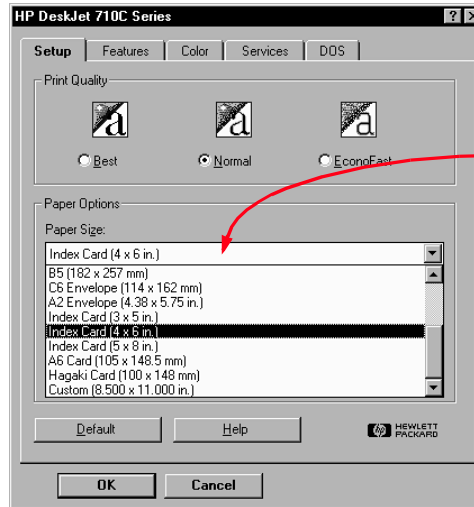 HP DeskJet 710C Series
Setup Features Color Services DOS
Print Quality
Best Normal EconoFast
Paper Options
Paper Size:
Index Card (4 x 6 in.)
B5 (182 x 257 mm)
C6 Envelope (114 x 162 mm)
A2 Envelope (4.38 x 5.75 in.)
Index Card (3 x 5 in.)
Index Card (4 x 6 in.)
Index Card (5 x 8 in.)
A6 Card (105 x 148.5 mm)
Hagaki Card (100 x 148 mm)
Custom (8.500 x 11.000 in.)
Default Help hp HEWLETT
PACKARD
OK Cancel